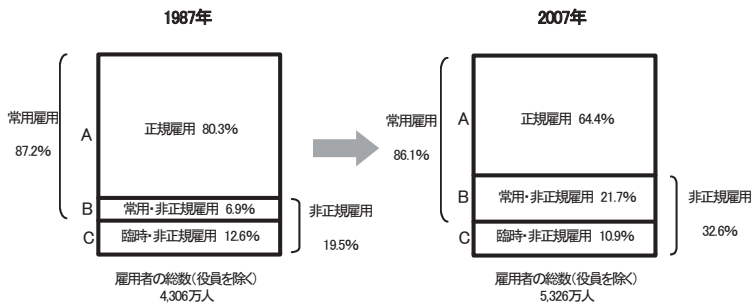 1987年
常用雇用
87.2%
A
正規雇用 80.3%
B
常用・非正規雇用 6.9%
C
臨時・非正規雇用 12.6%
非正規雇用
19.5%
雇用者の総数(役員を除く)
4,306万人
2007年
常用雇用
86.1%
A
正規雇用 64.4%
B
常用・非正規雇用 21.7%
C
臨時・非正規雇用 10.9%
非正規雇用
32.6%
雇用者の総数(役員を除く)
5,326万人